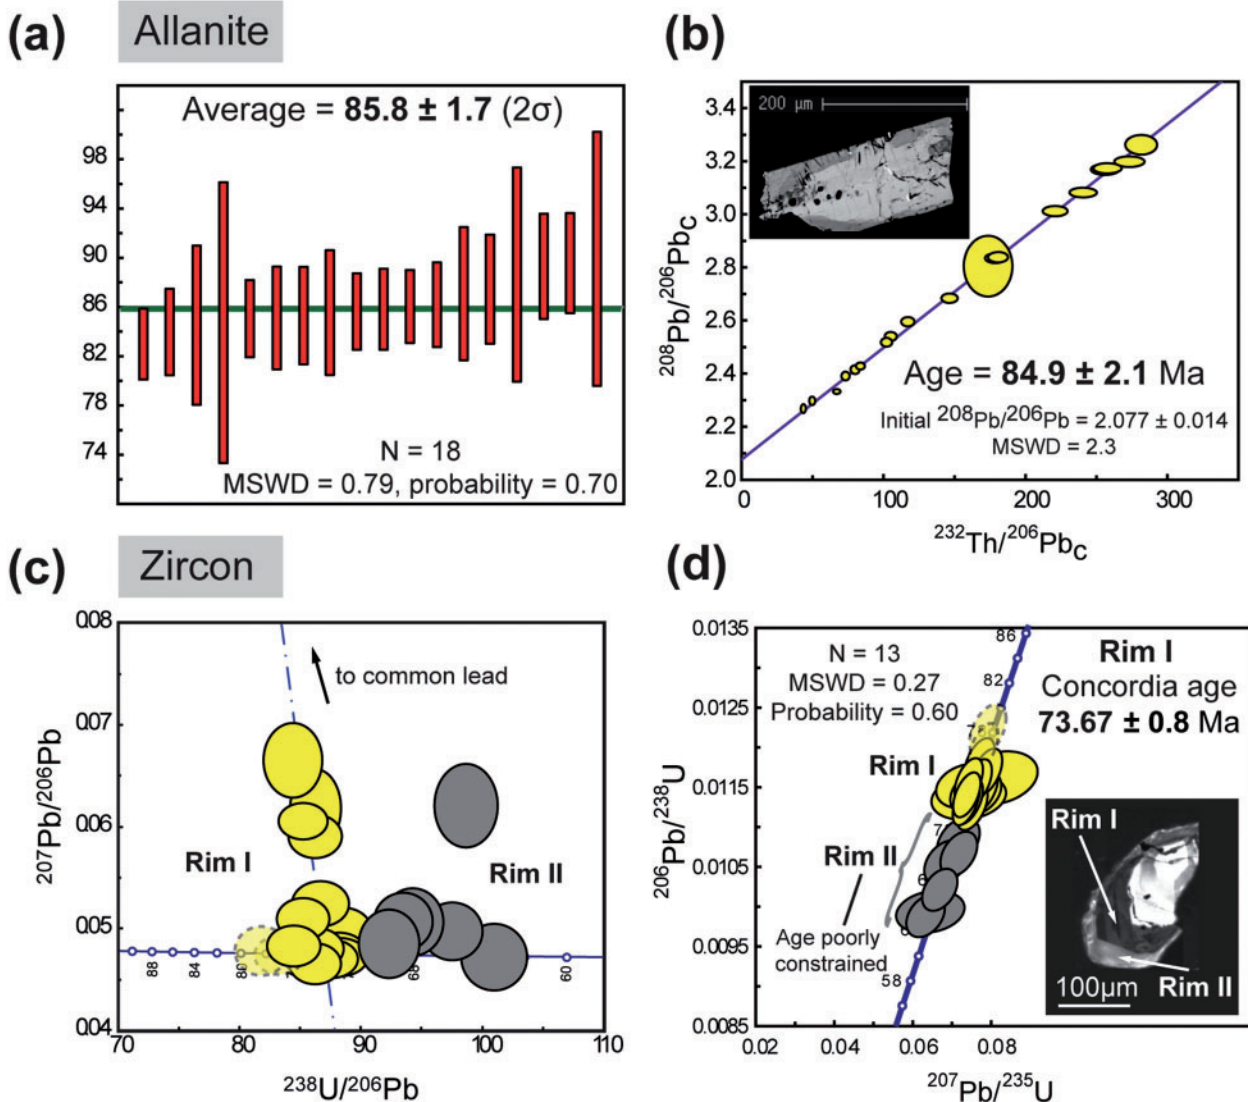 (a) Allanite
Average = 85.8 ± 1.7 (2σ)
98
94
90
86
82
78
74
N = 18
MSWD = 0.79, probability = 0.70
(b)
200 µm
3.4
3.2
3.0
2.8
2.6
2.4
2.2
2.0
208Pb/206Pbc
Age = 84.9 ± 2.1 Ma
Initial 208Pb/206Pb = 2.077 ± 0.014
MSWD = 2.3
0 100 200 300
232Th/206Pbc
(c) Zircon
0.08
0.07
0.06
0.05
0.04
207Pb/206Pb
to common lead
Rim I
Rim II
88 84 80 68 60
70 80 90 100 110
238U/206Pb
(d)
0.0135
0.0125
0.0115
0.0105
0.0095
0.0085
206Pb/238U
N = 13
MSWD = 0.27
Probability = 0.60
86
82
58
Rim I
Concordia age
73.67 ± 0.8 Ma
Rim I
Rim II
Age poorly
constrained
Rim I
Rim II
100µm
0.02 0.04 0.06 0.08
207Pb/235U